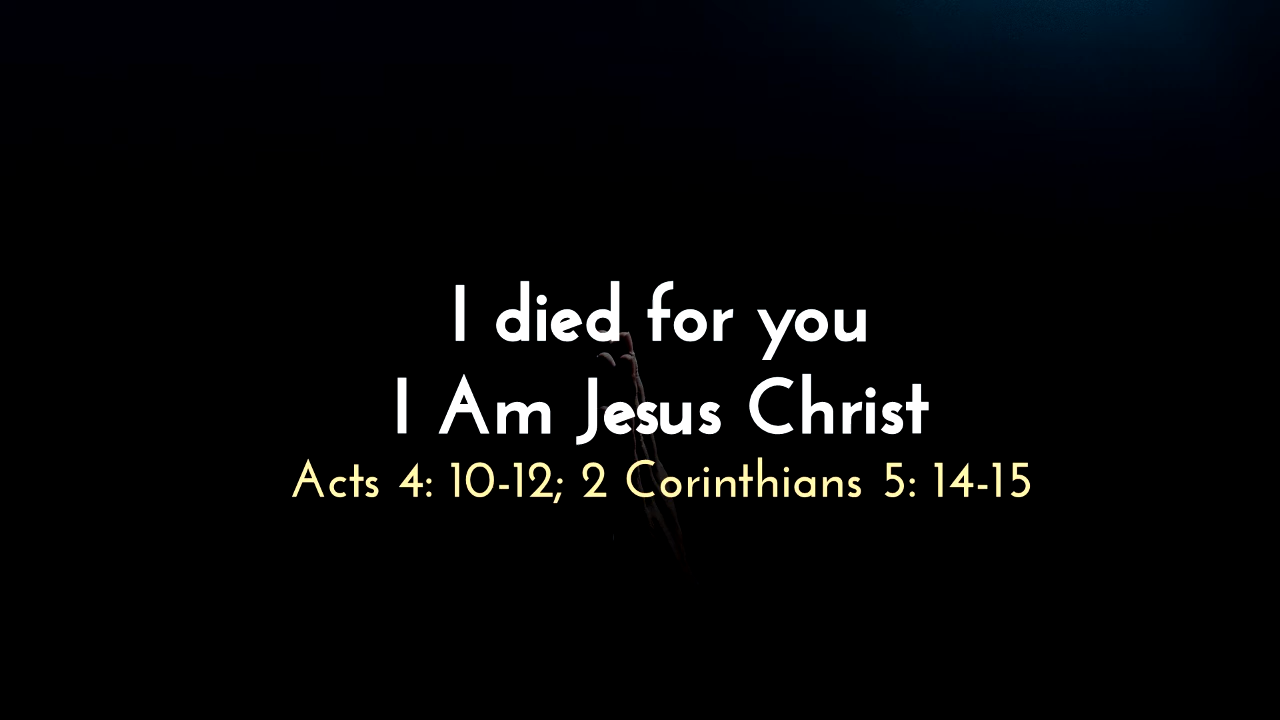 I died for you
I Am Jesus Christ
Acts 4: 10-12; 2 Corinthians 5: 14-15